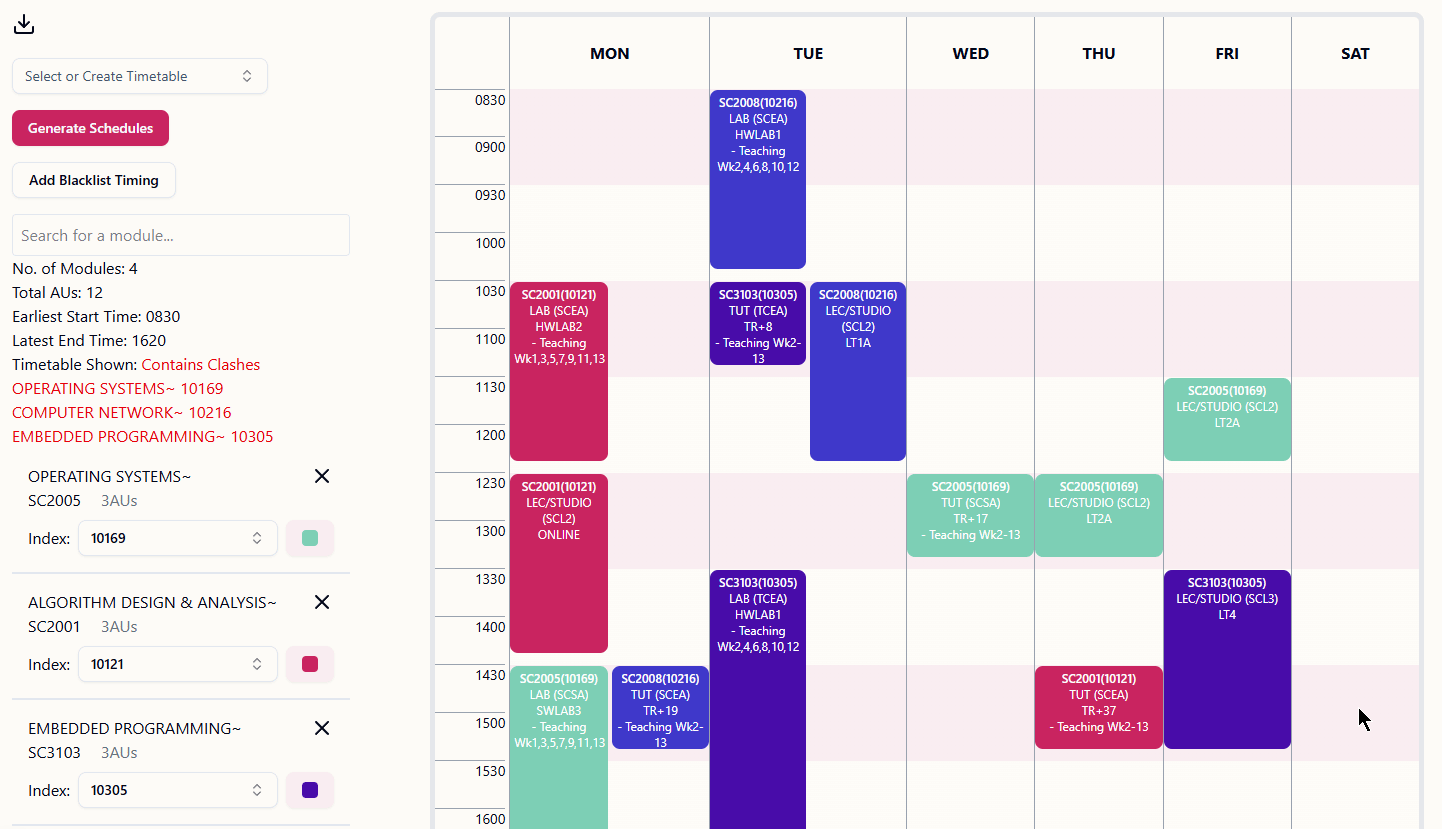 Select or Create Timetable
Generate Schedules
Add Blacklist Timing
Search for a module...
No. of Modules: 4
Total AUs: 12
Earliest Start Time: 0830
Latest End Time: 1620
Timetable Shown: Contains Clashes
OPERATING SYSTEMS~ 10169
COMPUTER NETWORK~ 10216
EMBEDDED PROGRAMMING~ 10305
OPERATING SYSTEMS~
SC2005 3AUs
Index: 10169
ALGORITHM DESIGN & ANALYSIS~
SC2001 3AUs
Index: 10121
EMBEDDED PROGRAMMING~
SC3103 3AUs
Index: 10305
MON TUE WED THU FRI SAT
0830
0900
0930
1000
1030
1100
1130
1200
1230
1300
1330
1400
1430
1500
1530
1600
SC2001(10121)
LAB (SCEA)
HWLAB2
- Teaching
Wk1,3,5,7,9,11,13
SC2001(10121)
LEC/STUDIO
(SCL2)
ONLINE
SC2005(10169)
LAB (SCSA)
SWLAB3
- Teaching
Wk1,3,5,7,9,11,13
SC2008(10216)
TUT (SCEA)
TR+19
- Teaching Wk2-
13
SC2008(10216)
LAB (SCEA)
HWLAB1
- Teaching
Wk2,4,6,8,10,12
SC3103(10305)
TUT (TCEA)
TR+8
- Teaching Wk2-
13
SC2008(10216)
LEC/STUDIO
(SCL2)
LT1A
SC3103(10305)
LAB (TCEA)
HWLAB1
- Teaching
Wk2,4,6,8,10,12
SC2005(10169)
TUT (SCSA)
TR+17
- Teaching Wk2-13
SC2005(10169)
LEC/STUDIO (SCL2)
LT2A
SC2001(10121)
TUT (SCEA)
TR+37
- Teaching Wk2-13
SC2005(10169)
LEC/STUDIO (SCL2)
LT2A
SC3103(10305)
LEC/STUDIO (SCL3)
LT4